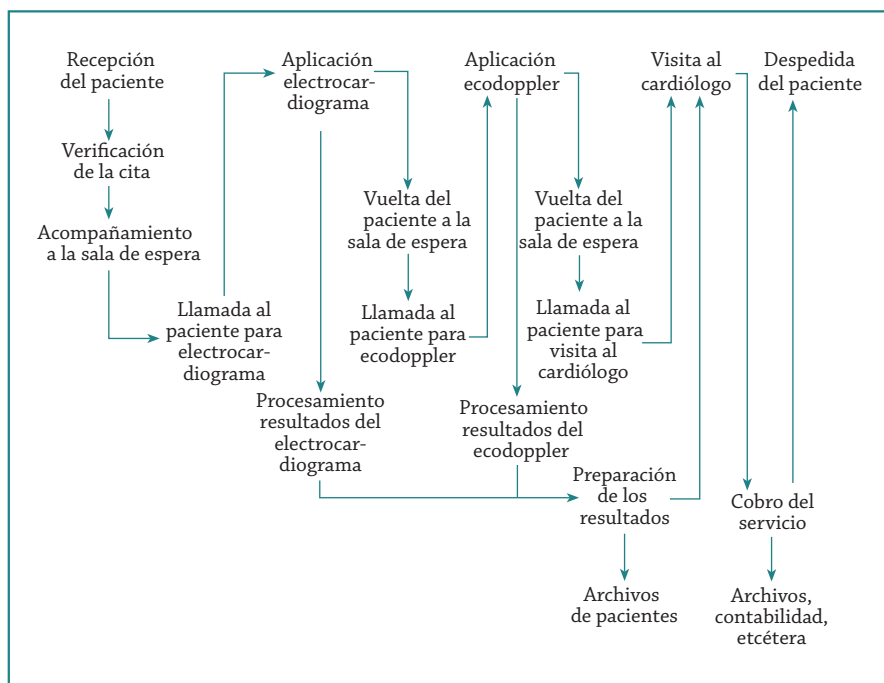 Recepción
del paciente
Verificación
de la cita
Acompañamiento
a la sala de espera
Llamada al
paciente para
electrocar-
diograma
Aplicación
electrocar-
diograma
Procesamiento
resultados del
electrocar-
diograma
Vuelta del
paciente a la
sala de espera
Llamada al
paciente para
ecodoppler
Aplicación
ecodoppler
Procesamiento
resultados del
ecodoppler
Vuelta del
paciente a la
sala de espera
Llamada al
paciente para
visita al
cardiólogo
Preparación
de los
resultados
Archivos
de pacientes
Visita al
cardiólogo
Cobro del
servicio
Archivos,
contabilidad,
etcétera
Despedida
del paciente